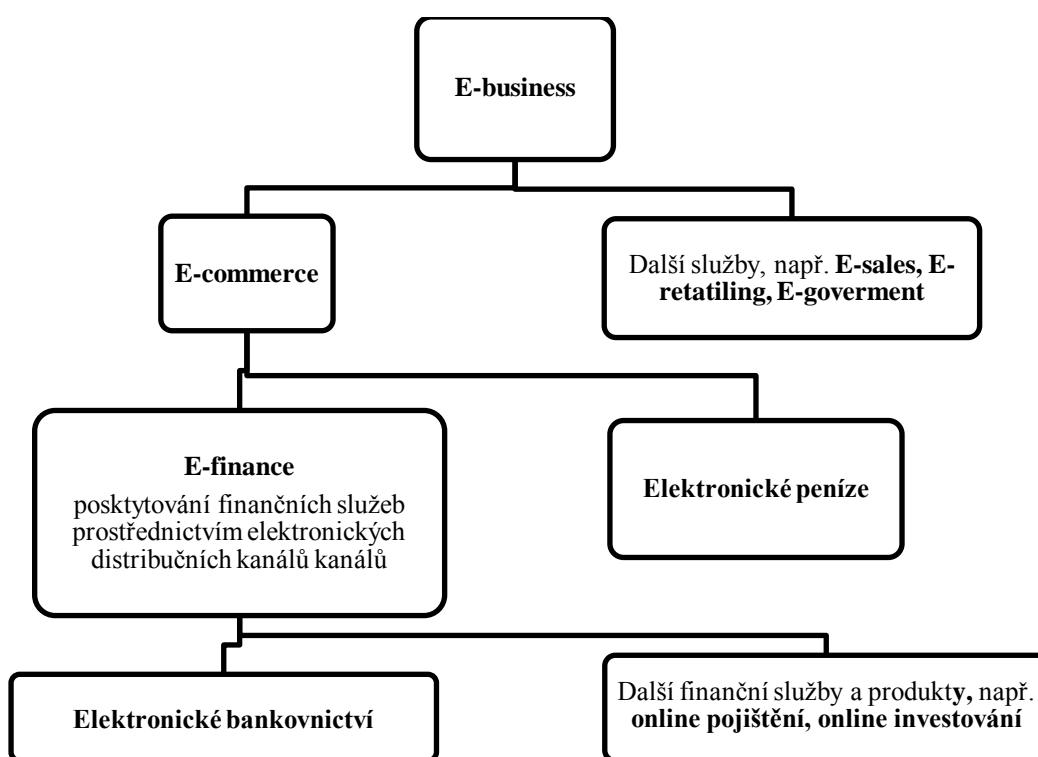 E-business
E-commerce
Další služby, např. E-sales, E-
retatiling, E-goverment
E-finance
posktytování finančních služeb
prostřednictvím elektronických
distribučních kanálů kanálů
Elektronické peníze
Elektronické bankovnictví
Další finanční služby a produkty, např.
online pojištění, online investování